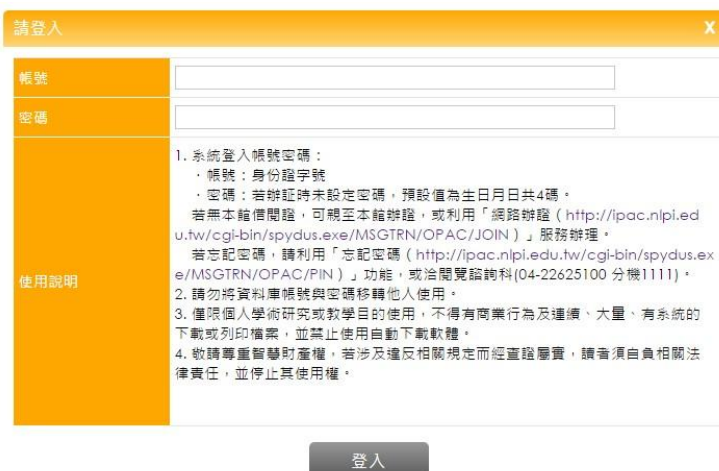 請登入
X
帳號
密碼
使用說明
1. 系統登入帳號密碼：
・帳號：身份證字號
・密碼：若辦証時未設定密碼，預設值為生日月日共4碼。
若無本館借閱證，可親至本館辦證，或利用「網路辦證（http://ipac.nlpi.ed
u.tw/cgi-bin/spydus.exe/MSGTRN/OPAC/JOIN）」服務辦理。
若忘記密碼，請利用「忘記密碼（http://ipac.nlpi.edu.tw/cgi-bin/spydus.ex
e/MSGTRN/OPAC/PIN）」功能，或洽閱覽諮詢科(04-22625100 分機1111)。
2. 請勿將資料庫帳號與密碼移轉他人使用。
3. 僅限個人學術研究或教學目的使用，不得有商業行為及連續、大量、有系統的
下載或列印檔案，並禁止使用自動下載軟體。
4. 敬請尊重智慧財產權，若涉及違反相關規定而經查證屬實，讀者須自負相關法
律責任，並停止其使用權。
登入